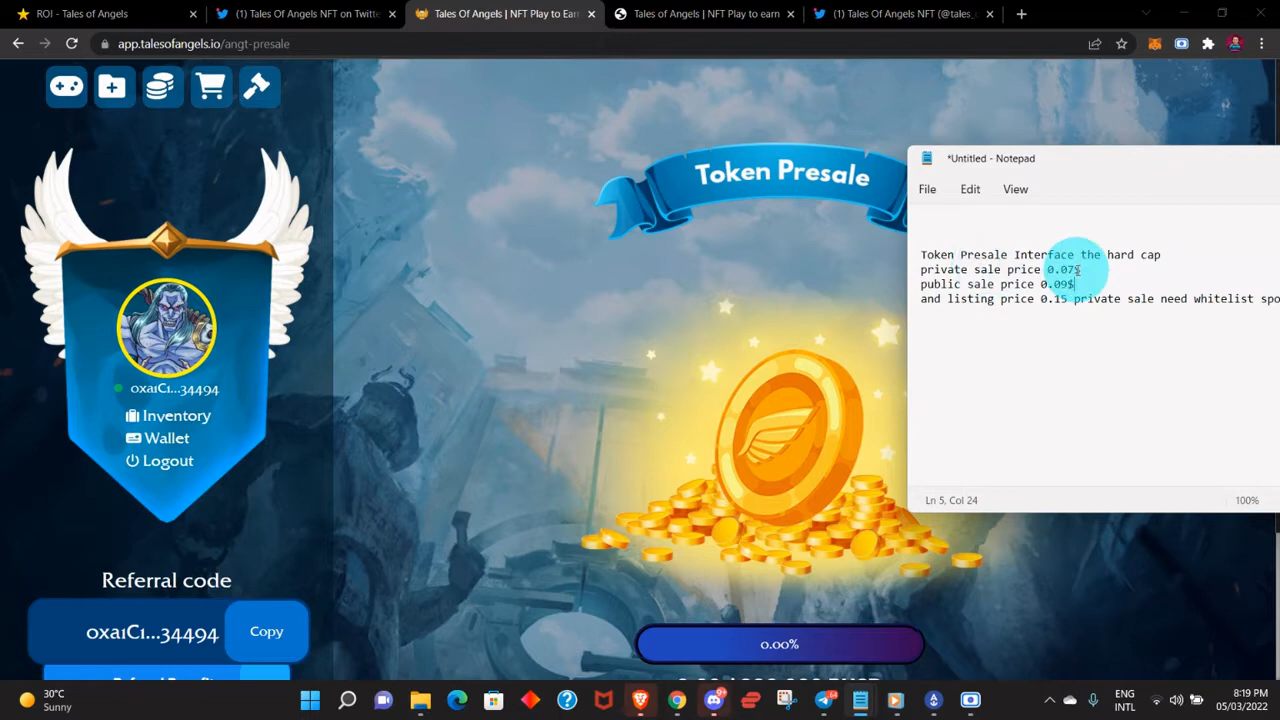 ROI - Tales Of Angels
(1) Tales Of Angels NFT on Twitte
Tales Of Angels | NFT Play to Earn
Tales of Angels | NFT Play to earn
(1) Tales Of Angels NFT (@tales_
app.talesofangels.io/angt-presale
Token Presale
*Untitled - Notepad
File Edit View
Token Presale Interface the hard cap
private sale price 0.07$
public sale price 0.09$
and listing price 0.15 private sale need whitelist spo
Ln 5, Col 24
100%
0xa1C1...34494
Inventory
Wallet
Logout
Referral code
0xa1C1...34494
Copy
0.00%
30°C
Sunny
ENG
INTL
8:19 PM
05/03/2022